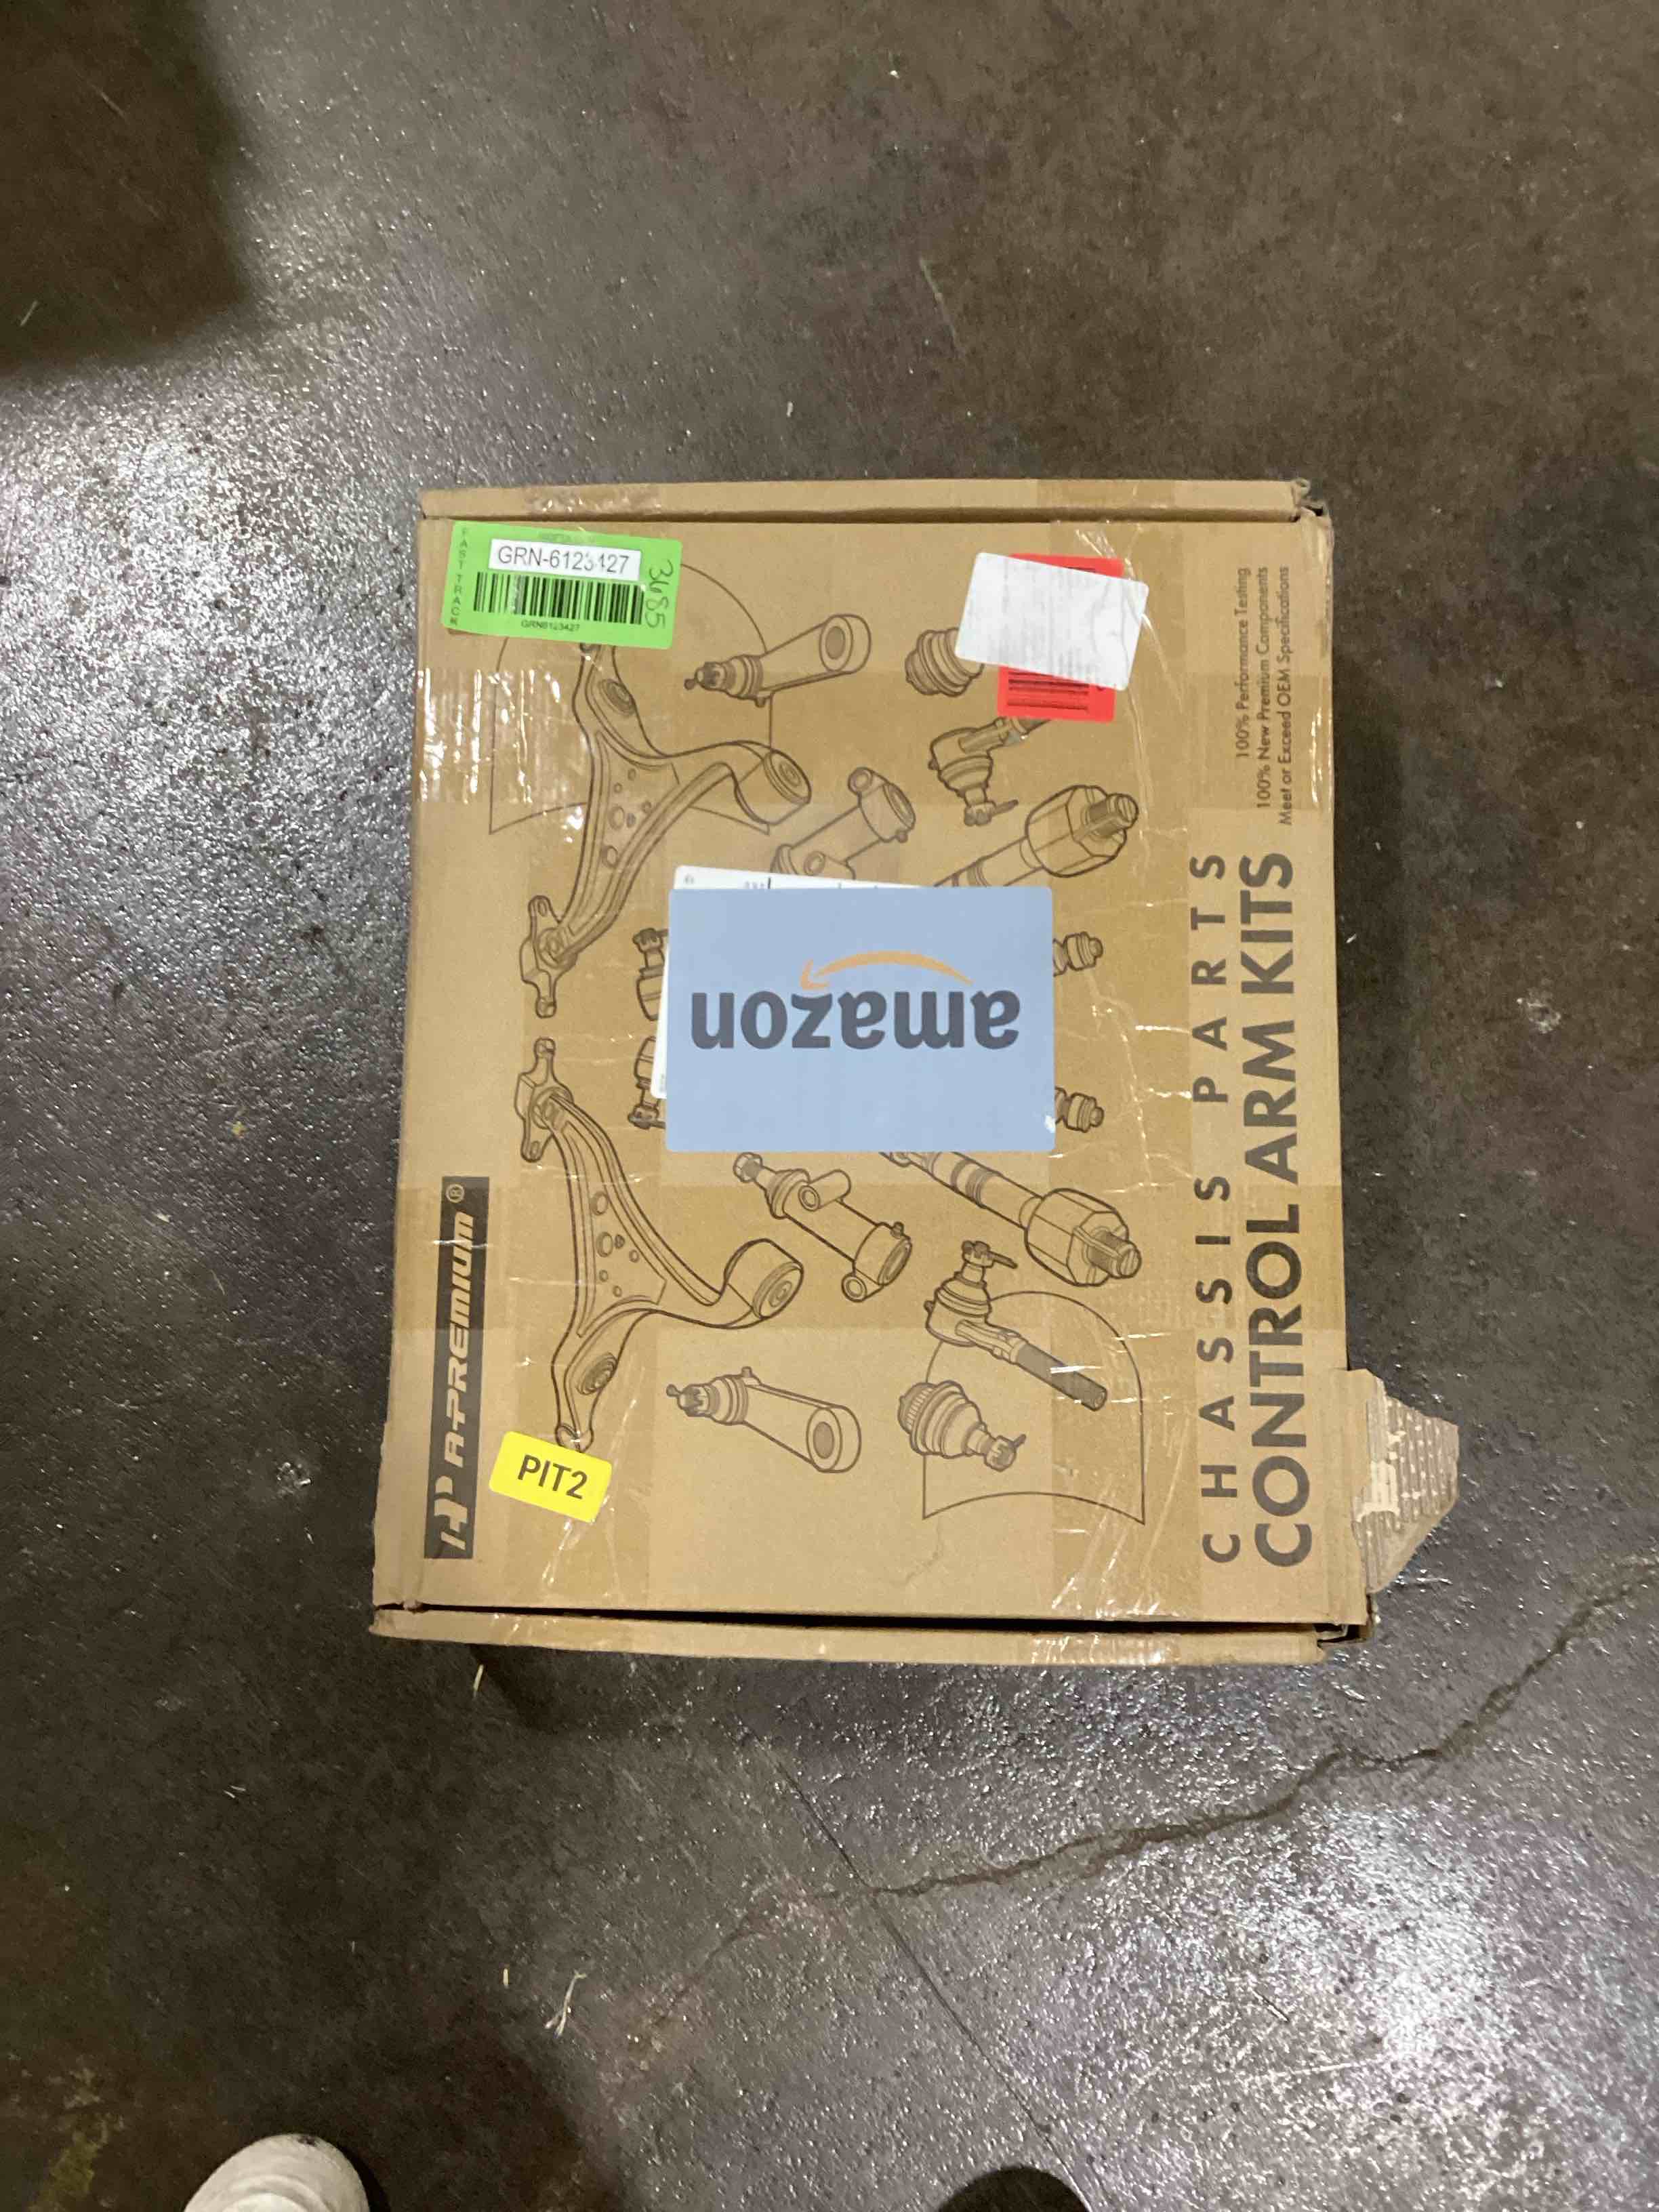 FAST TRACK
GRN-6123427
GRN6123427
3485
100% Performance Testing
100% New Premium Components
Meet or Exceed OEM Specifications
amazon
A-PREMIUM®
PIT2
CHASSIS PARTS
CONTROL ARM KITS